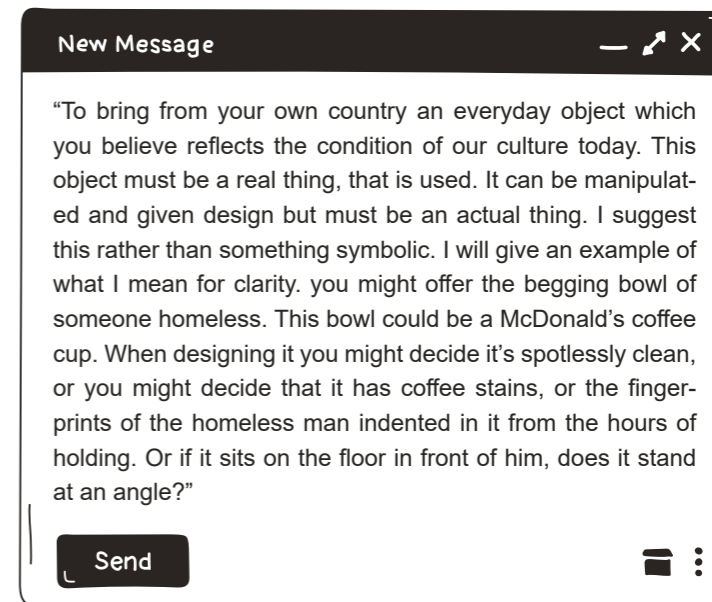 New Message
“To bring from your own country an everyday object which
you believe reflects the condition of our culture today. This
object must be a real thing, that is used. It can be manipulat-
ed and given design but must be an actual thing. I suggest
this rather than something symbolic. I will give an example of
what I mean for clarity. you might offer the begging bowl of
someone homeless. This bowl could be a McDonald’s coffee
cup. When designing it you might decide it’s spotlessly clean,
or you might decide that it has coffee stains, or the finger-
prints of the homeless man indented in it from the hours of
holding. Or if it sits on the floor in front of him, does it stand
at an angle?”
Send